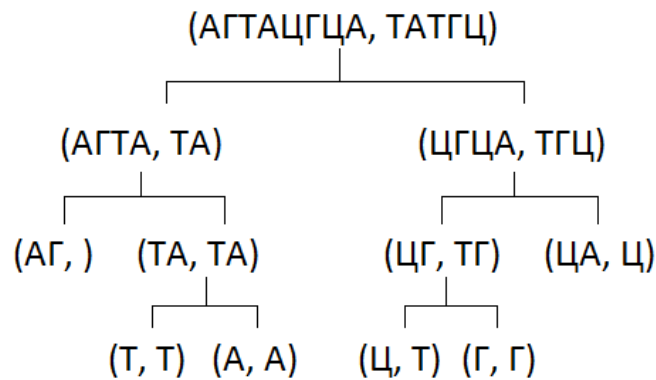 (АГТАЦГЦА, ТАТГЦ)
(АГТА, ТА) (ЦГЦА, ТГЦ)
(АГ, ) (ТА, ТА) (ЦГ, ТГ) (ЦА, Ц)
(Т, Т) (А, А) (Ц, Т) (Г, Г)